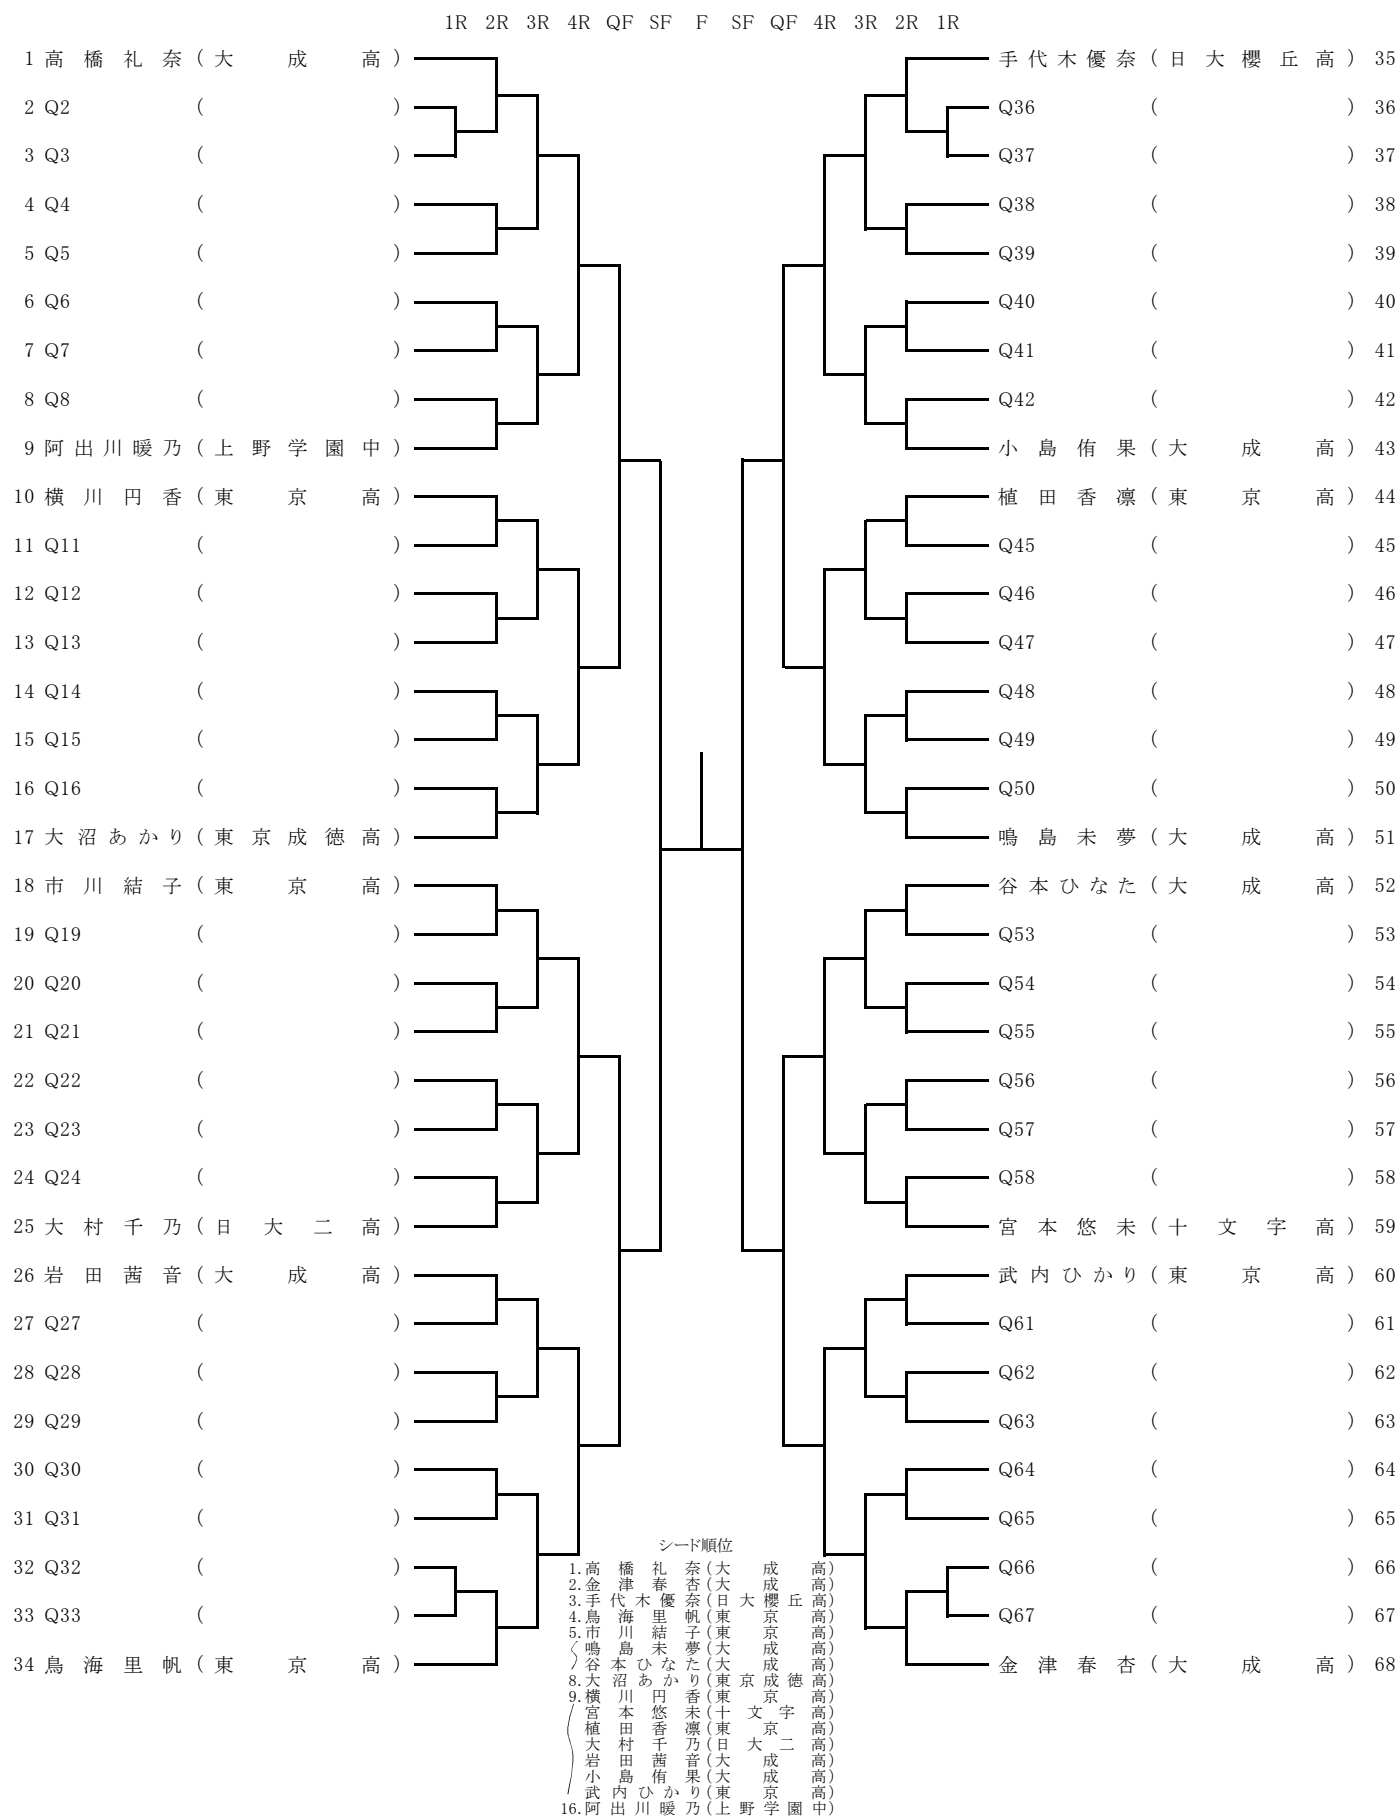 1R 2R 3R 4R QF SF F SF QF 4R 3R 2R 1R
1 高橋礼奈 (大成高)
2 Q2 ( )
3 Q3 ( )
4 Q4 ( )
5 Q5 ( )
6 Q6 ( )
7 Q7 ( )
8 Q8 ( )
9 阿出川暖乃 (上野学園中)
10 横川円香 (東京高)
11 Q11 ( )
12 Q12 ( )
13 Q13 ( )
14 Q14 ( )
15 Q15 ( )
16 Q16 ( )
17 大沼あかり (東京成徳高)
18 市川結子 (東京高)
19 Q19 ( )
20 Q20 ( )
21 Q21 ( )
22 Q22 ( )
23 Q23 ( )
24 Q24 ( )
25 大村千乃 (日大二高)
26 岩田茜音 (大成高)
27 Q27 ( )
28 Q28 ( )
29 Q29 ( )
30 Q30 ( )
31 Q31 ( )
32 Q32 ( )
33 Q33 ( )
34 鳥海里帆 (東京高)
手代木優奈 (日大櫻丘高) 35
Q36 ( ) 36
Q37 ( ) 37
Q38 ( ) 38
Q39 ( ) 39
Q40 ( ) 40
Q41 ( ) 41
Q42 ( ) 42
小島侑果 (大成高) 43
植田香凛 (東京高) 44
Q45 ( ) 45
Q46 ( ) 46
Q47 ( ) 47
Q48 ( ) 48
Q49 ( ) 49
Q50 ( ) 50
鳴島未夢 (大成高) 51
谷本ひなた (大成高) 52
Q53 ( ) 53
Q54 ( ) 54
Q55 ( ) 55
Q56 ( ) 56
Q57 ( ) 57
Q58 ( ) 58
宮本悠未 (十文字高) 59
武内ひかり (東京高) 60
Q61 ( ) 61
Q62 ( ) 62
Q63 ( ) 63
Q64 ( ) 64
Q65 ( ) 65
Q66 ( ) 66
Q67 ( ) 67
金津春杏 (大成高) 68
シード順位
1.高橋礼奈(大成高)
2.金津春杏(大成高)
3.手代木優奈(日大櫻丘高)
4.鳥海里帆(東京高)
5.市川結子(東京高)
鳴島未夢(大成高)
谷本ひなた(大成高)
8.大沼あかり(東京成徳高)
9.横川円香(東京高)
宮本悠未(十文字高)
植田香凛(東京高)
大村千乃(日大二高)
岩田茜音(大成高)
小島侑果(大成高)
武内ひかり(東京高)
16.阿出川暖乃(上野学園中)